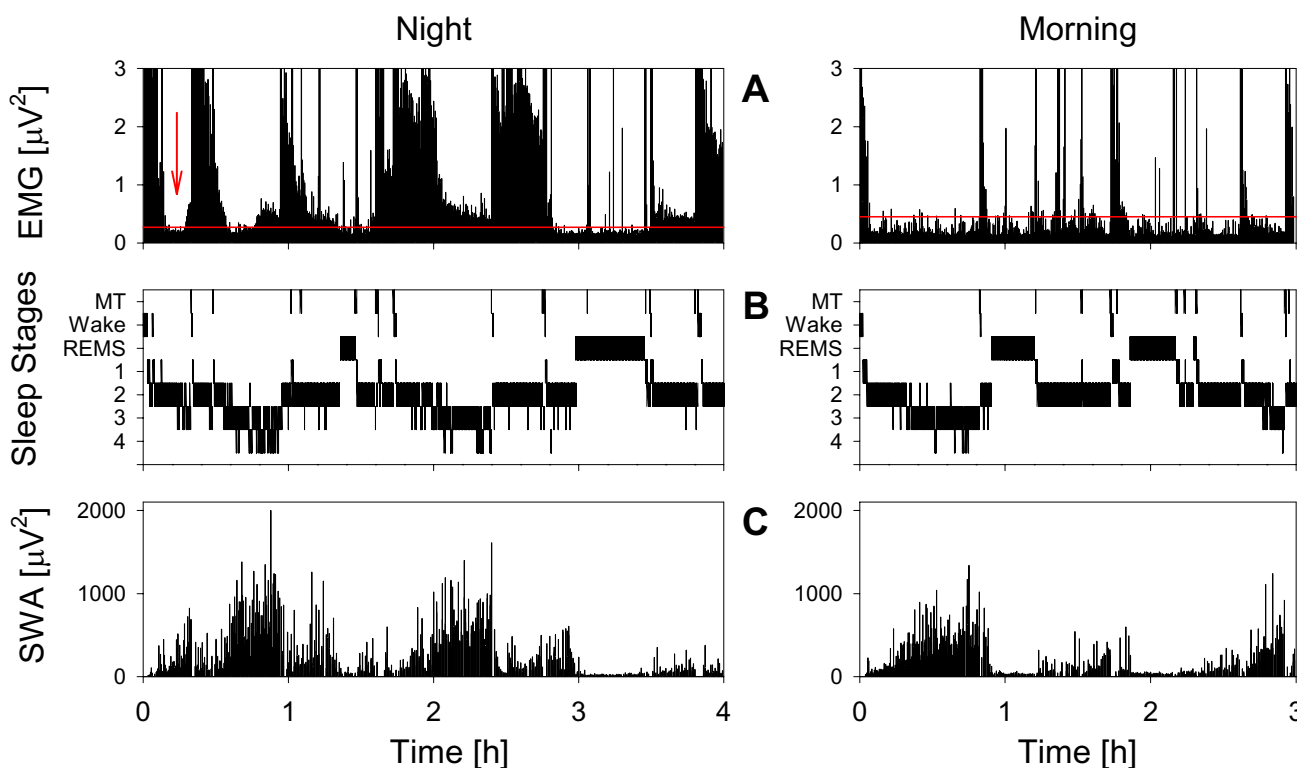 Night
Morning
A
EMG [μV²]
3
2
1
0
3
2
1
0
B
Sleep Stages
MT
Wake
REMS
1
2
3
4
MT
Wake
REMS
1
2
3
4
C
SWA [μV²]
2000
1000
0
2000
1000
0
0 1 2 3 4
0 1 2 3
Time [h]
Time [h]